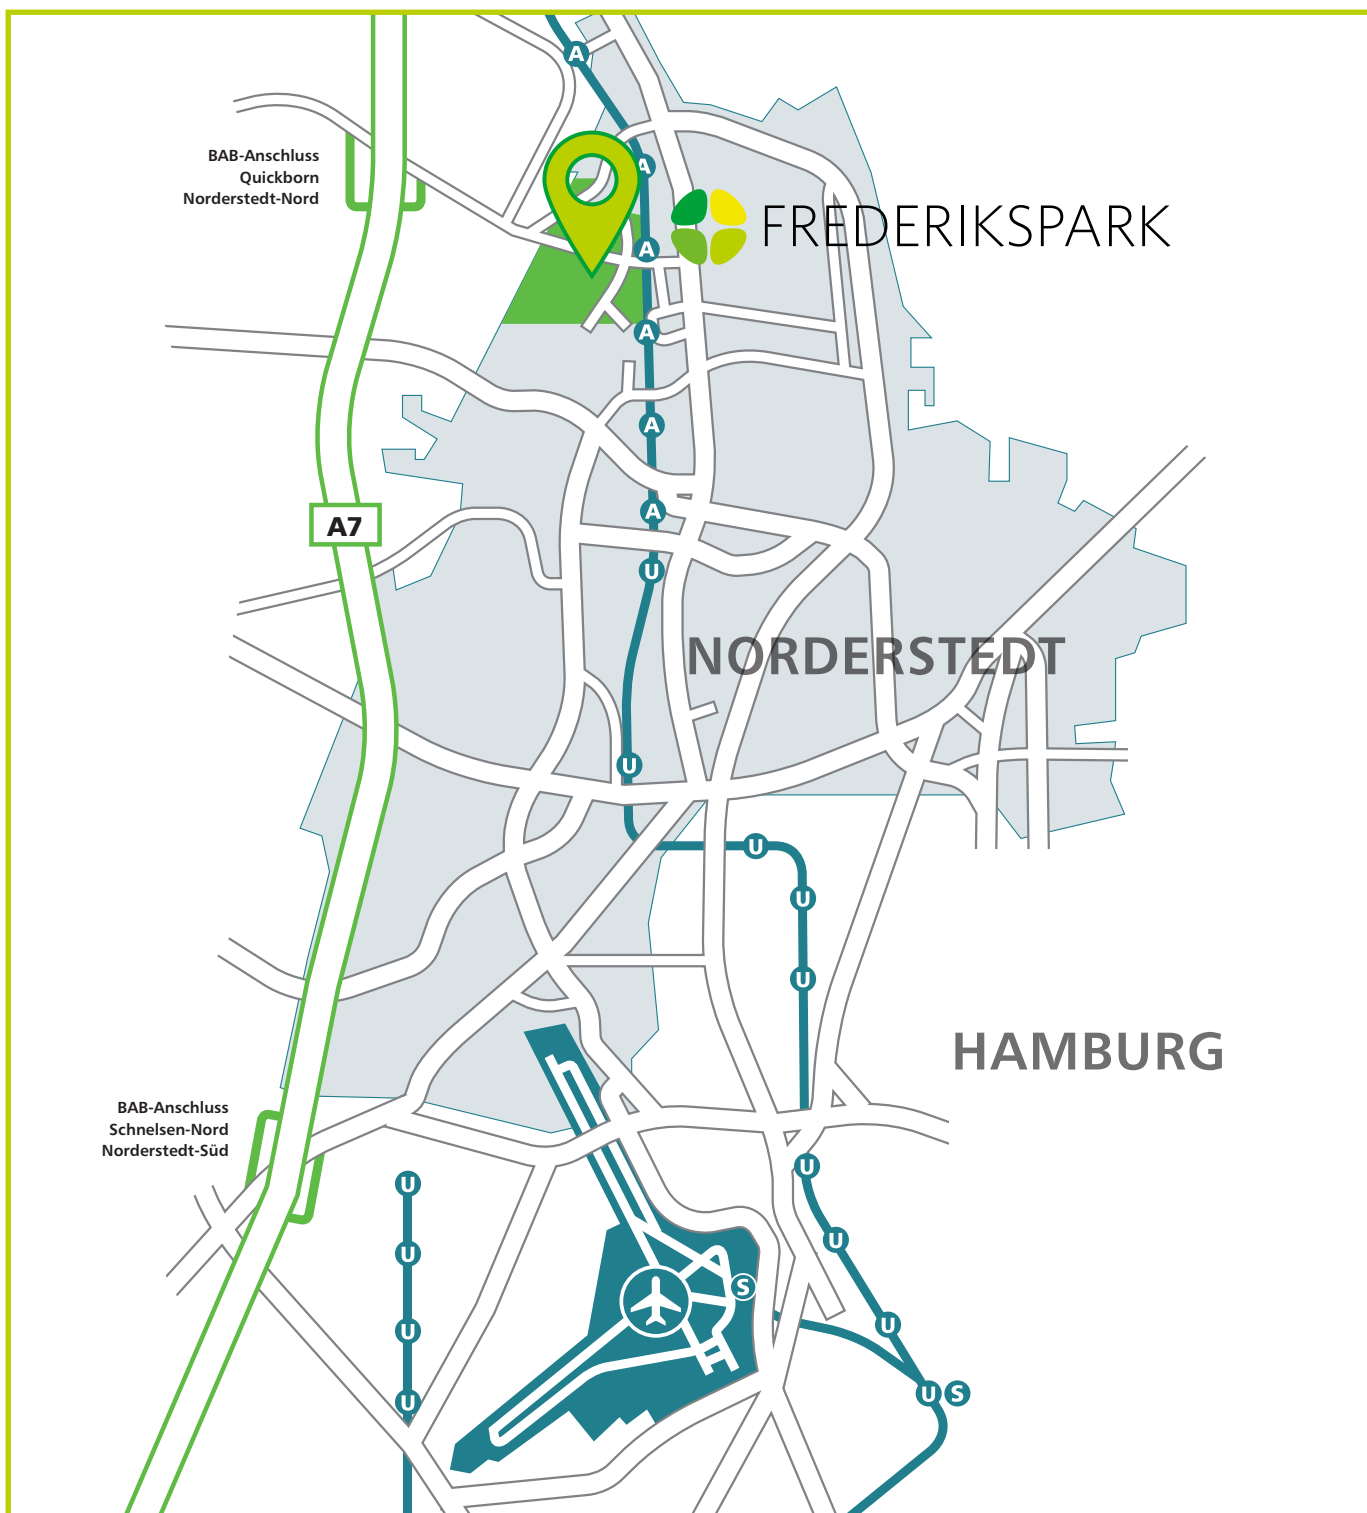 A
BAB-Anschluss
Quickborn
Norderstedt-Nord
A
FREDERIKSPARK
A
A
A
A
A7
U
NORDERSTEDT
U
U
U
U
HAMBURG
BAB-Anschluss
Schnelsen-Nord
Norderstedt-Süd
U
U
U
U
S
U
U
U
U S
U